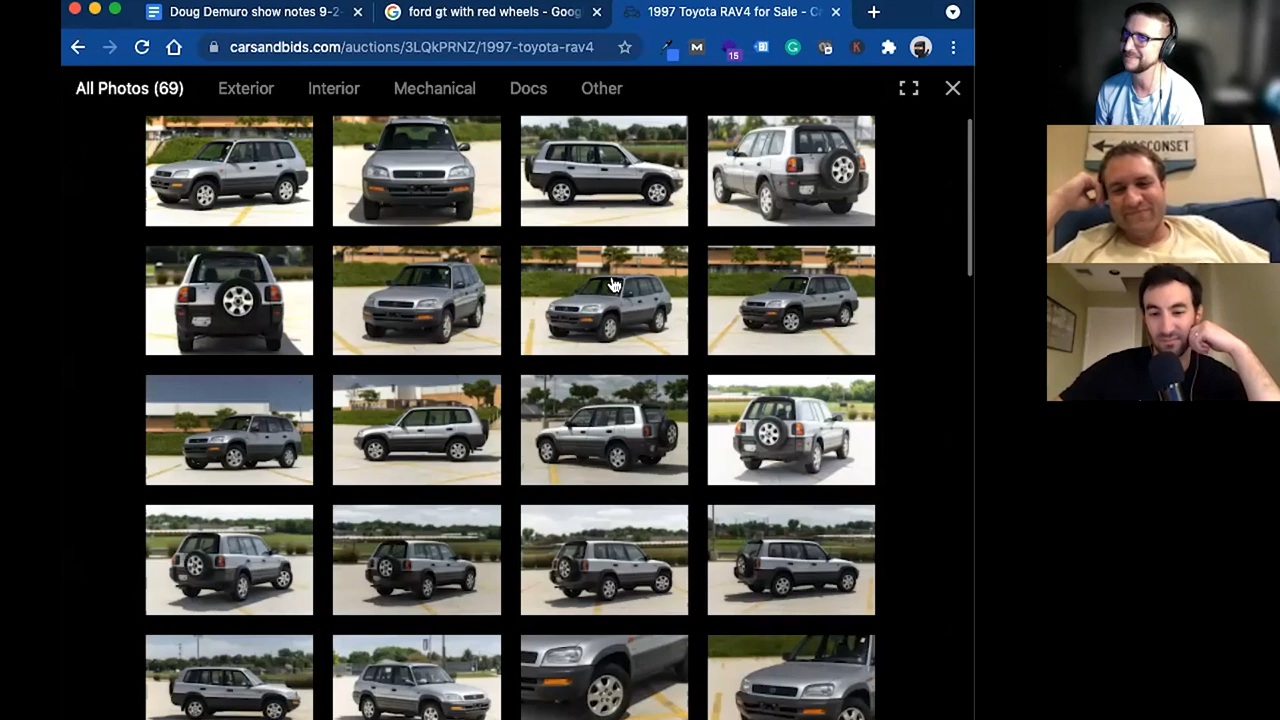 Doug Demuro show notes 9-2-
ford gt with red wheels - Goog
1997 Toyota RAV4 for Sale - C
carsandbids.com/auctions/3LQkPRNZ/1997-toyota-rav4
M
15
K
All Photos (69)
Exterior
Interior
Mechanical
Docs
Other